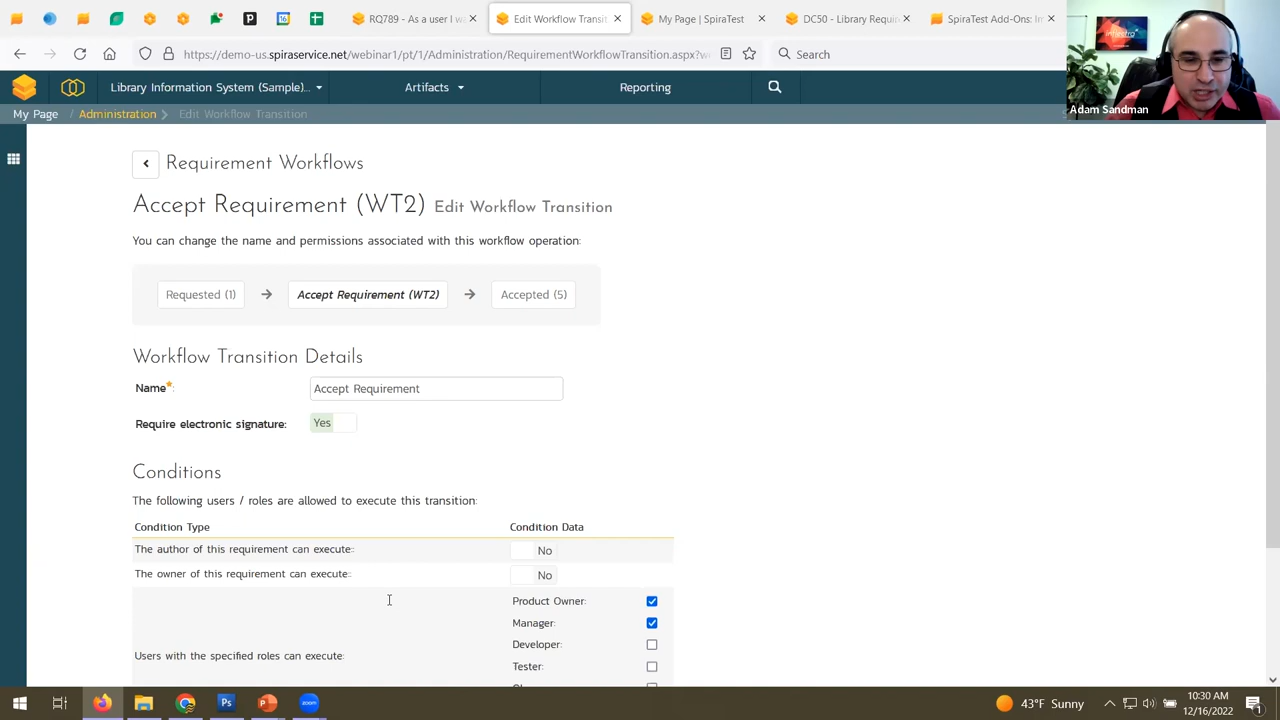 RQ789 - As a user I w
Edit Workflow Transit
My Page | SpiraTest
DC50 - Library Requir
SpiraTest Add-Ons: In
https://demo-us.spiraservice.net/webinar1/Administration/RequirementWorkflowTransition.aspx?w
Search
inflectra
Adam Sandman
Library Information System (Sample)...
Artifacts
Reporting
My Page / Administration Edit Workflow Transition
Requirement Workflows
Accept Requirement (WT2) Edit Workflow Transition
You can change the name and permissions associated with this workflow operation:
Requested (1) Accept Requirement (WT2) Accepted (5)
Workflow Transition Details
Name*: Accept Requirement
Require electronic signature: Yes
Conditions
The following users / roles are allowed to execute this transition:
Condition Type Condition Data
The author of this requirement can execute:: No
The owner of this requirement can execute:: No
Product Owner:
Manager:
Developer:
Users with the specified roles can execute:
Tester:
zoom
43°F Sunny
10:30 AM
12/16/2022